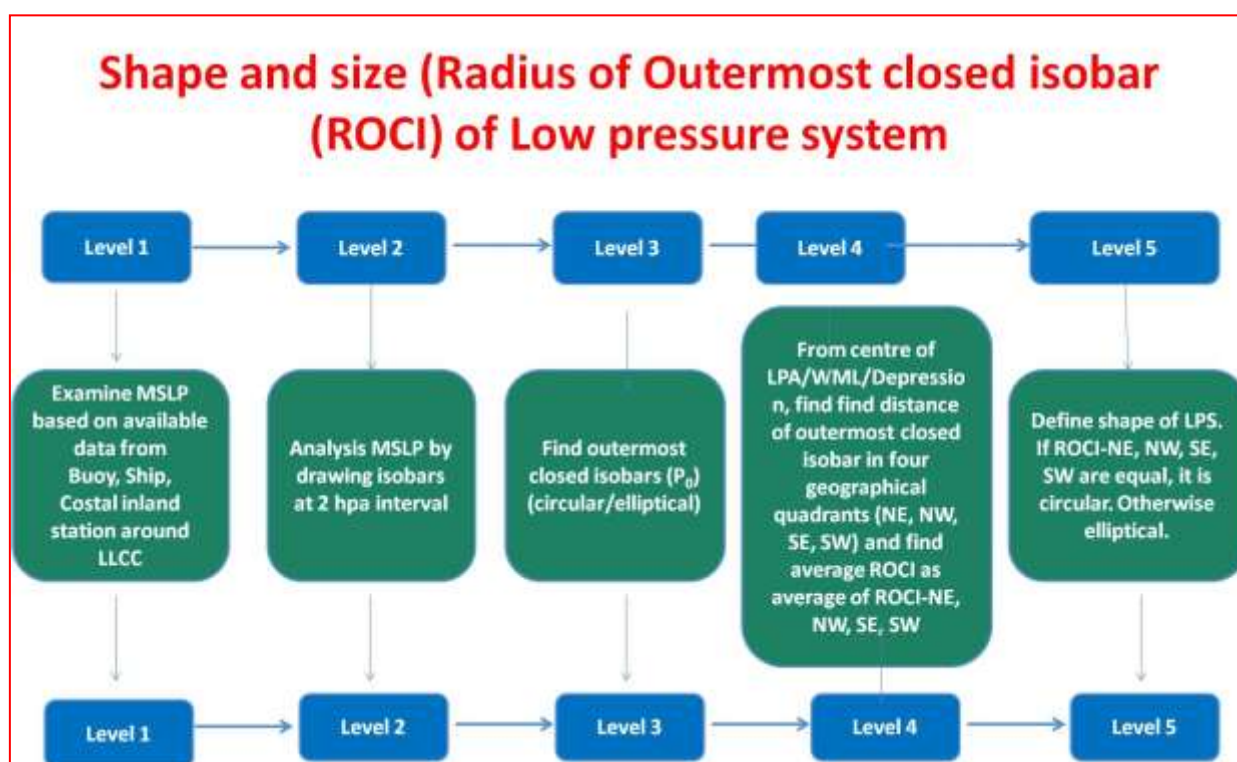 Shape and size (Radius of Outermost closed isobar
(ROCI) of Low pressure system
Level 1
Level 2
Level 3
Level 4
Level 5
Examine MSLP
based on available
data from
Buoy, Ship,
Costal inland
station around
LLCC
Analysis MSLP by
drawing isobars
at 2 hpa interval
Find outermost
closed isobars (P₀)
(circular/elliptical)
From centre of
LPA/WML/Depressio
n, find find distance
of outermost closed
isobar in four
geographical
quadrants (NE, NW,
SE, SW) and find
average ROCI as
average of ROCI-NE,
NW, SE, SW
Define shape of LPS.
If ROCI-NE, NW, SE,
SW are equal, it is
circular. Otherwise
elliptical.
Level 1
Level 2
Level 3
Level 4
Level 5